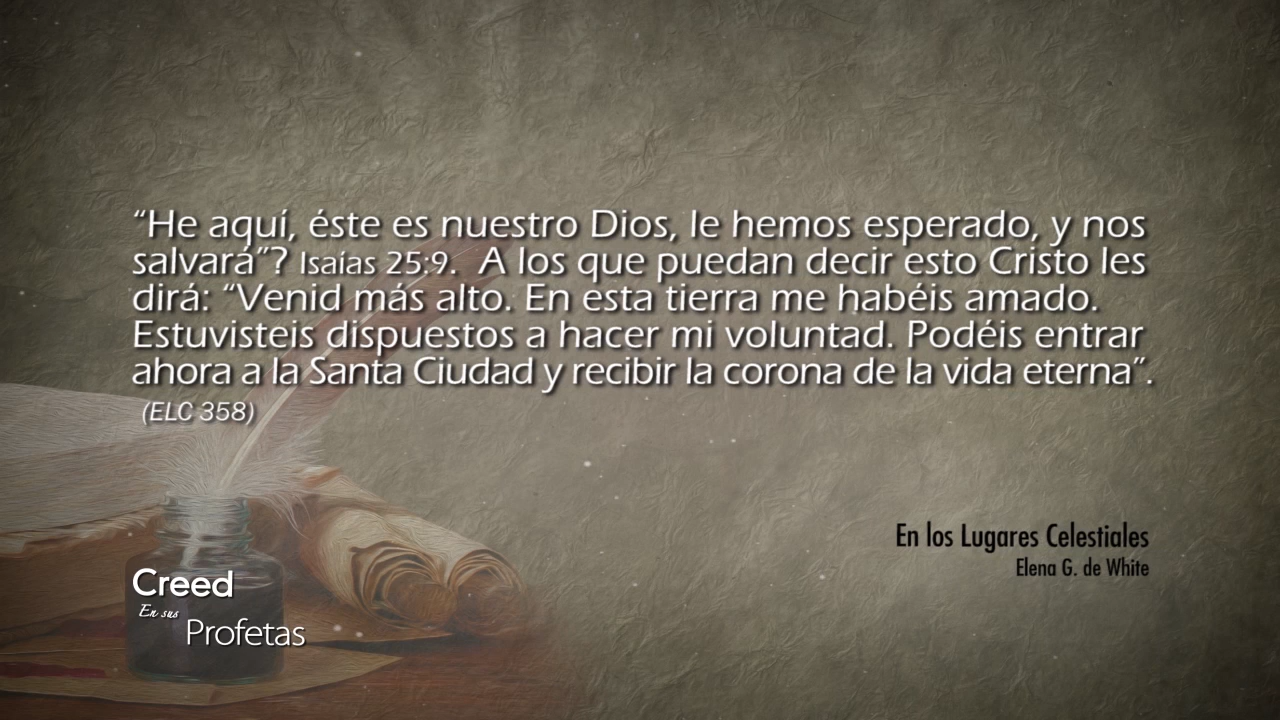 “He aquí, éste es nuestro Dios, le hemos esperado, y nos
salvará”? Isaías 25:9. A los que puedan decir esto Cristo les
dirá: “Venid más alto. En esta tierra me habéis amado.
Estuvisteis dispuestos a hacer mi voluntad. Podéis entrar
ahora a la Santa Ciudad y recibir la corona de la vida eterna”.
(ELC 358)
En los Lugares Celestiales
Elena G. de White
Creed
En sus
Profetas